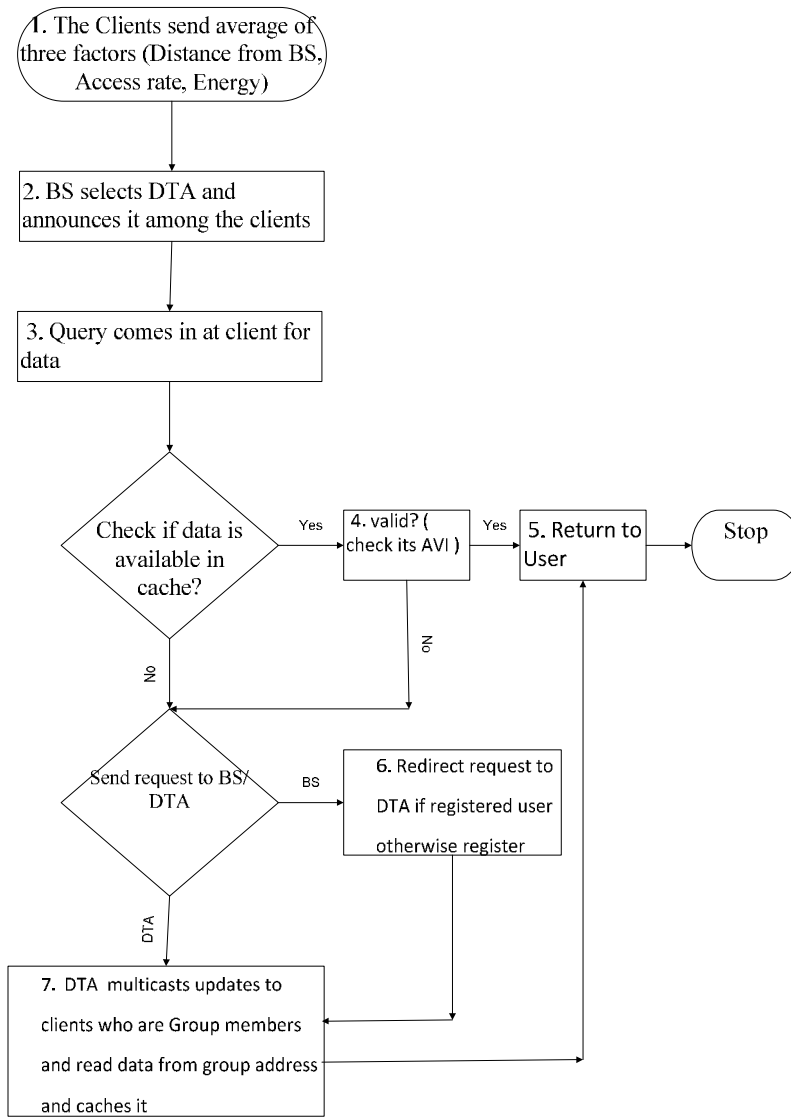 1. The Clients send average of
three factors (Distance from BS,
Access rate, Energy)
2. BS selects DTA and
announces it among the clients
3. Query comes in at client for
data
Check if data is
available in
cache?
Yes
4. valid? (
check its AVI )
Yes
5. Return to
User
Stop
No
No
Send request to BS/
DTA
BS
6. Redirect request to
DTA if registered user
otherwise register
DTA
7. DTA multicasts updates to
clients who are Group members
and read data from group address
and caches it